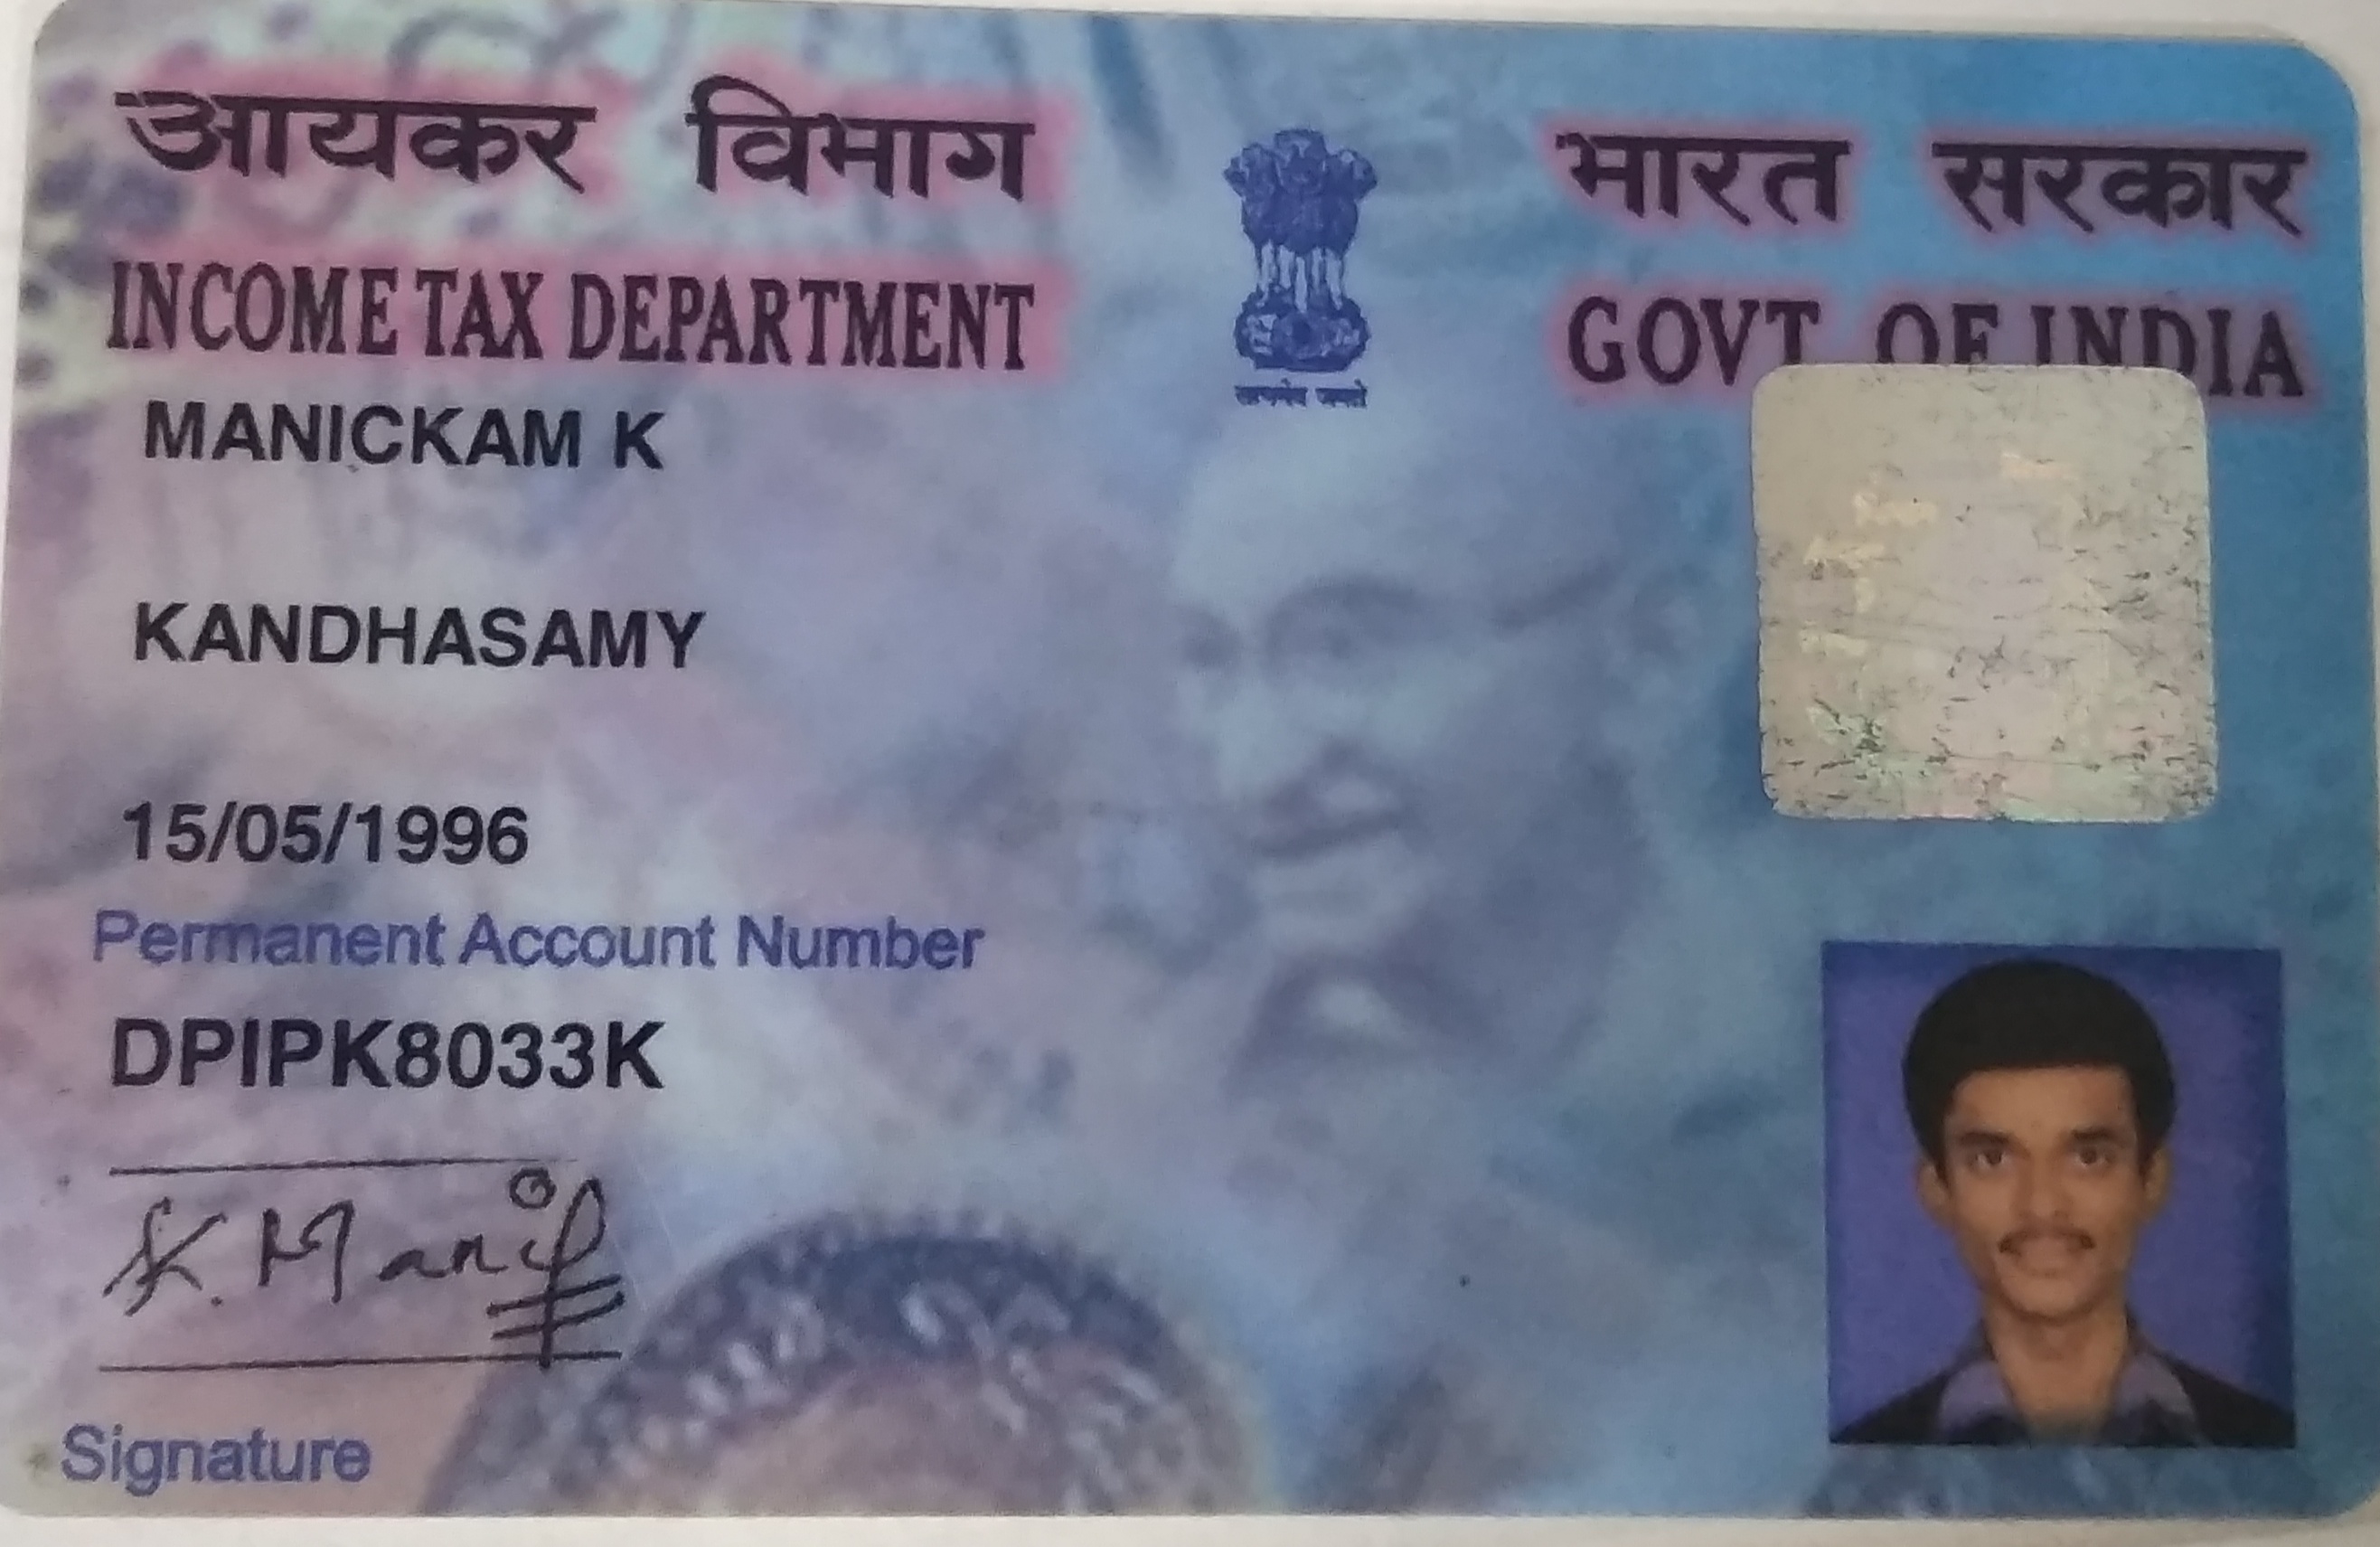 आयकर विभाग
भारत सरकार
INCOME TAX DEPARTMENT
GOVT. OF INDIA
सत्यमेव जयते
MANICKAM K
KANDHASAMY
15/05/1996
Permanent Account Number
DPIPK8033K
K. Mani
Signature